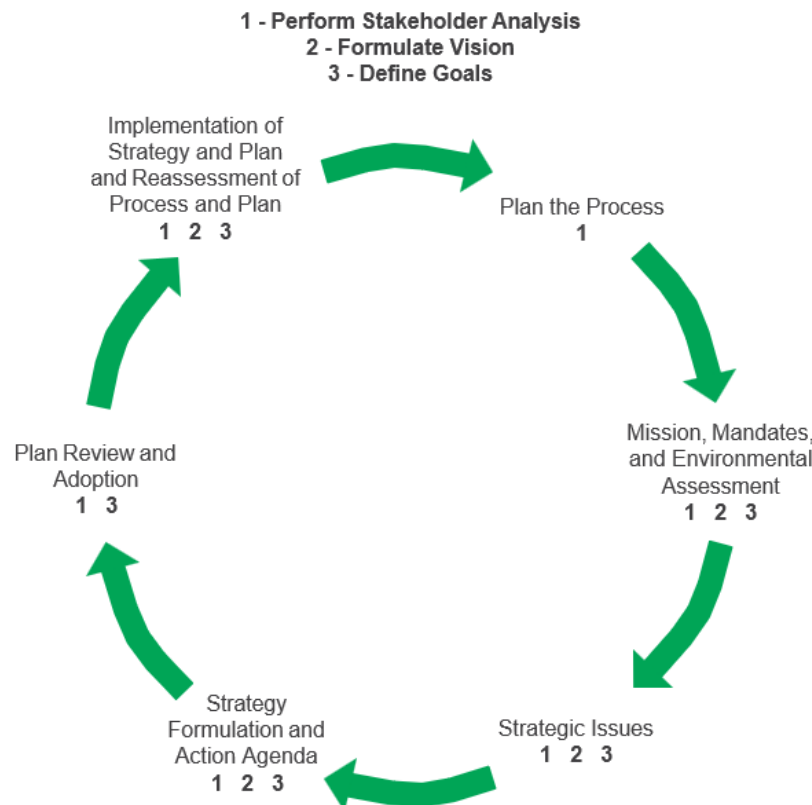 1 - Perform Stakeholder Analysis
2 - Formulate Vision
3 - Define Goals
Implementation of
Strategy and Plan
and Reassessment of
Process and Plan
1 2 3
Plan the Process
1
Mission, Mandates,
and Environmental
Assessment
1 2 3
Strategic Issues
1 2 3
Strategy
Formulation and
Action Agenda
1 2 3
Plan Review and
Adoption
1 3